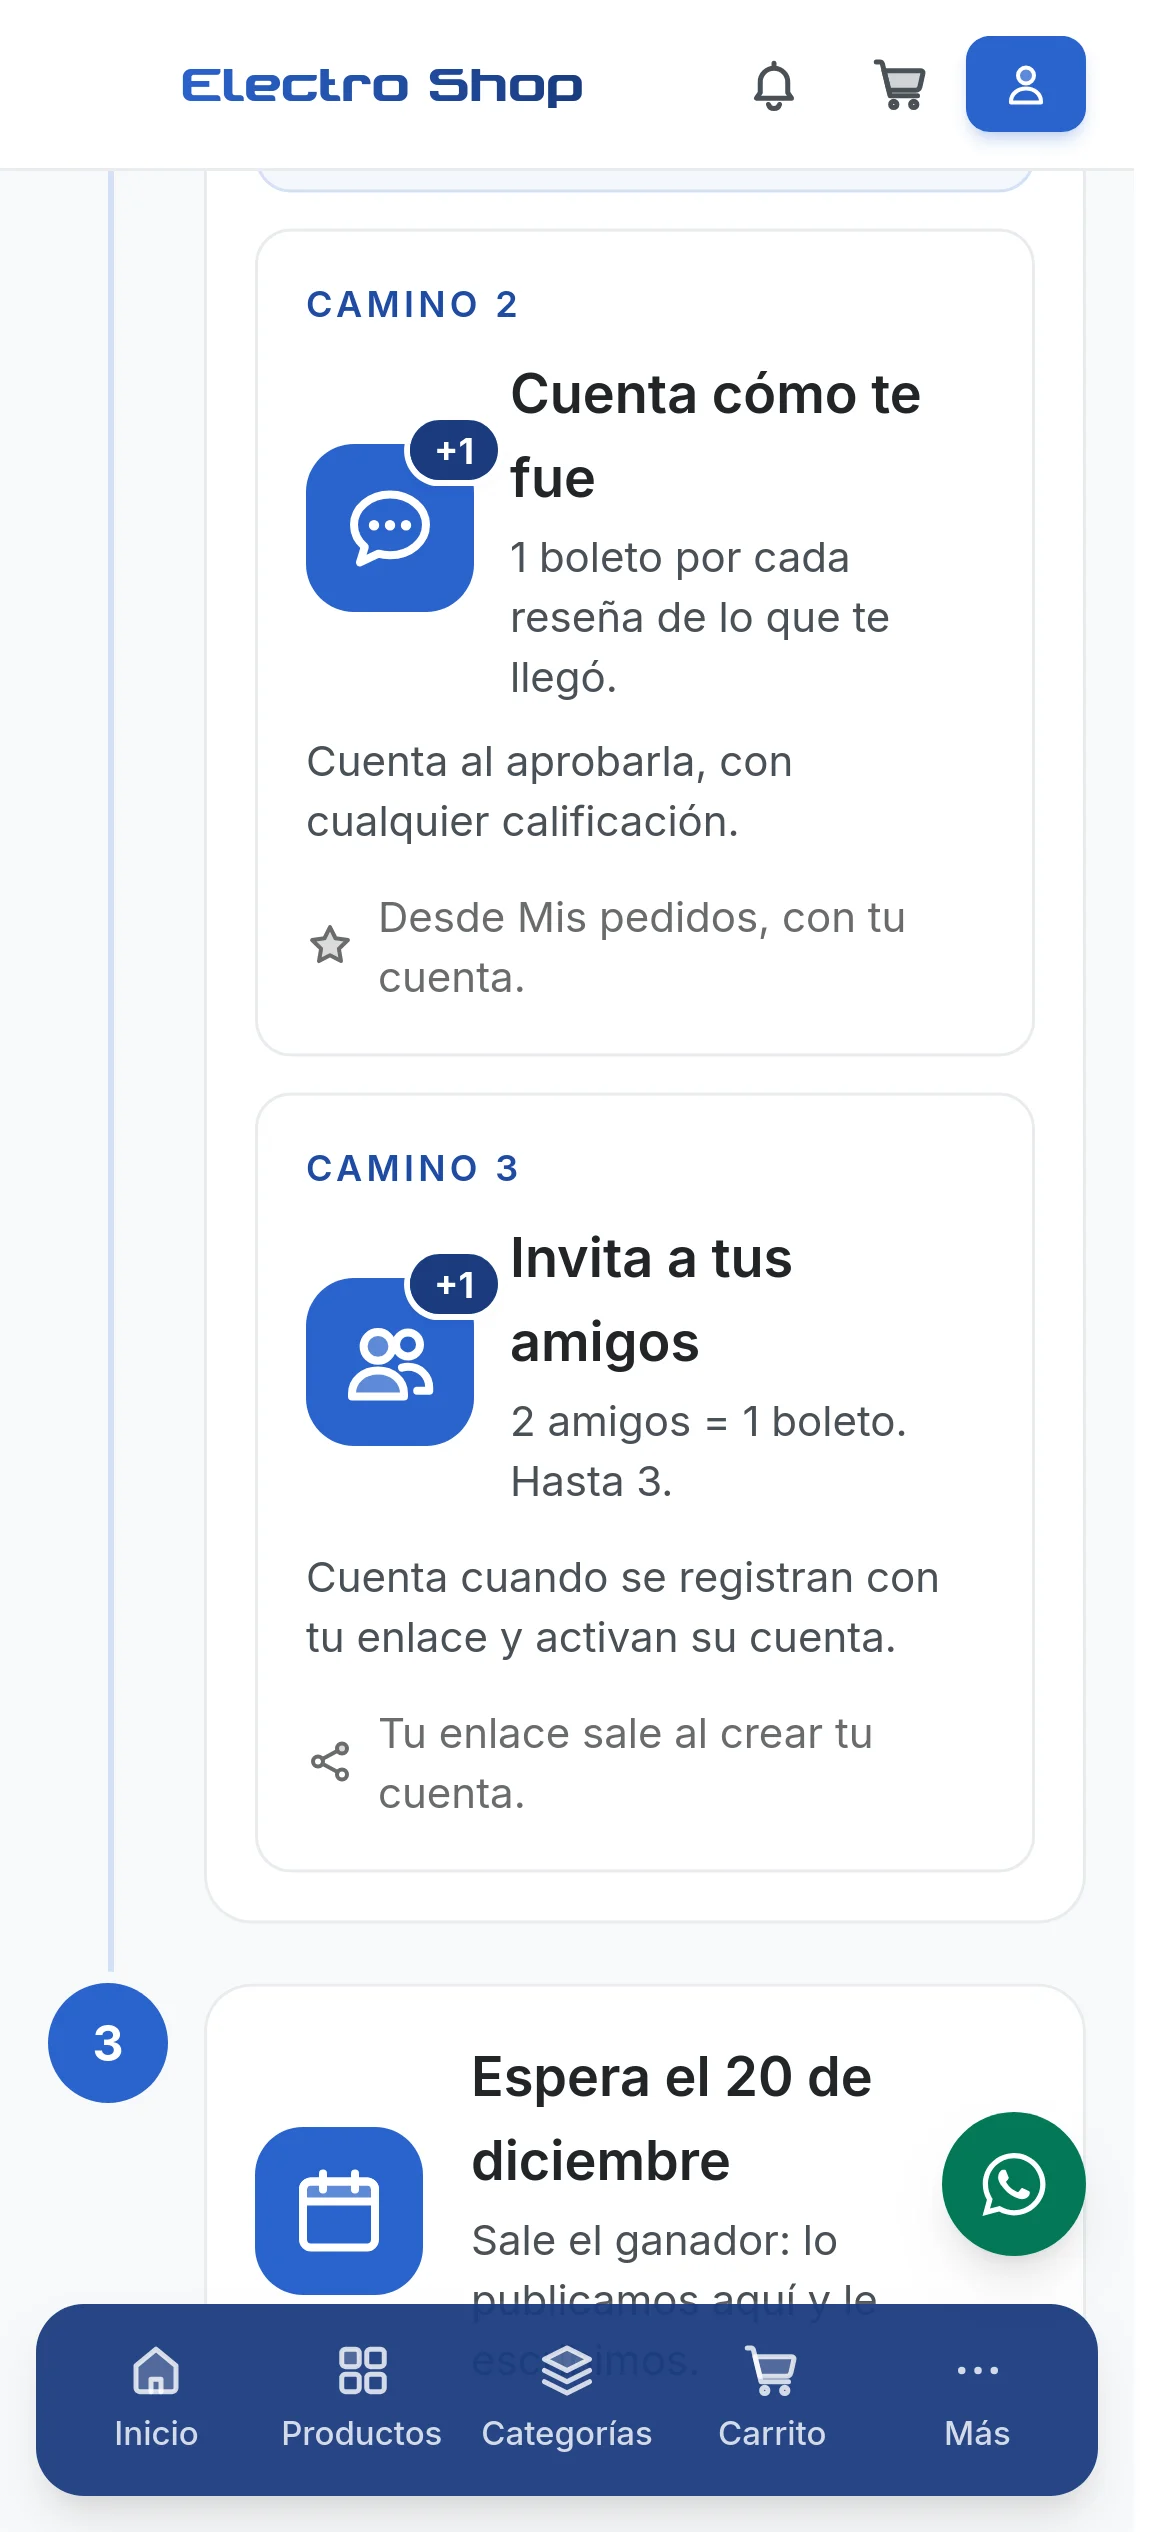 Electro Shop
CAMINO 2
+1
Cuenta cómo te
fue
1 boleto por cada
reseña de lo que te
llegó.
Cuenta al aprobarla, con
cualquier calificación.
Desde Mis pedidos, con tu
cuenta.
CAMINO 3
+1
Invita a tus
amigos
2 amigos = 1 boleto.
Hasta 3.
Cuenta cuando se registran con
tu enlace y activan su cuenta.
Tu enlace sale al crear tu
cuenta.
3
Espera el 20 de
diciembre
Sale el ganador: lo
publicamos aquí y le
Inicio
Productos
Categorías
Carrito
Más